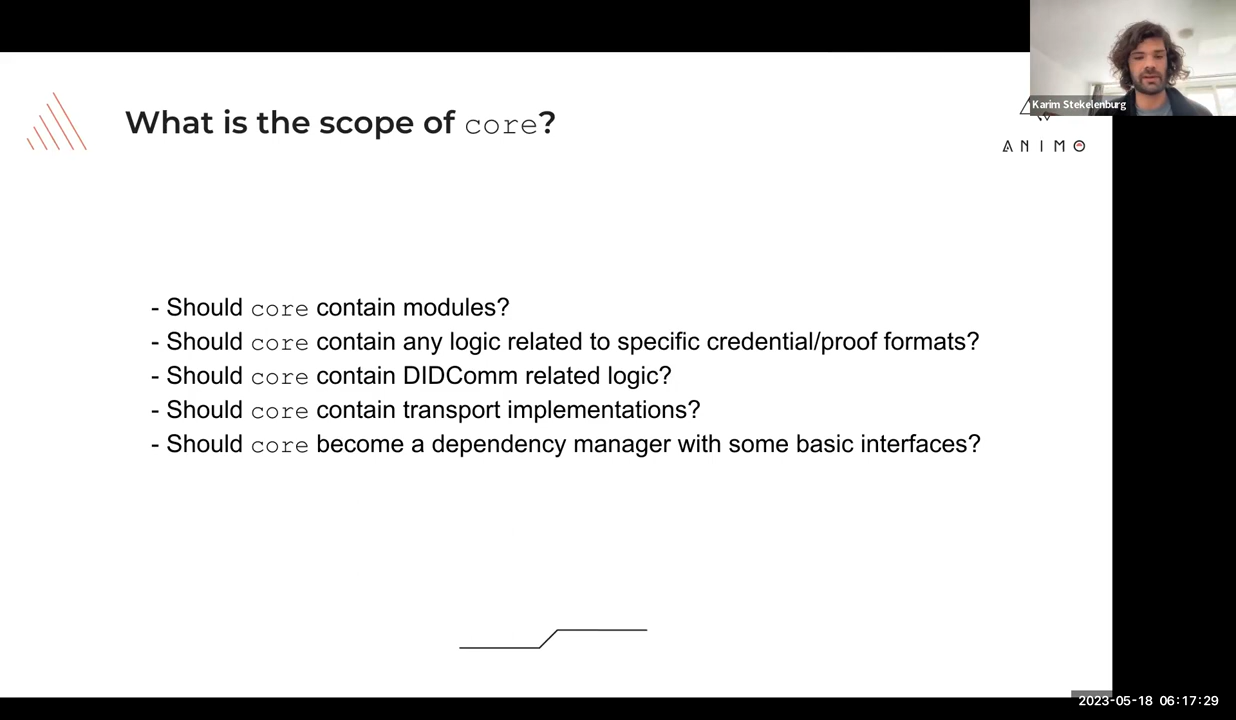 What is the scope of core?
Karim Stekelenburg
ANIMO
- Should core contain modules?
- Should core contain any logic related to specific credential/proof formats?
- Should core contain DIDComm related logic?
- Should core contain transport implementations?
- Should core become a dependency manager with some basic interfaces?
2023-05-18 06:17:29